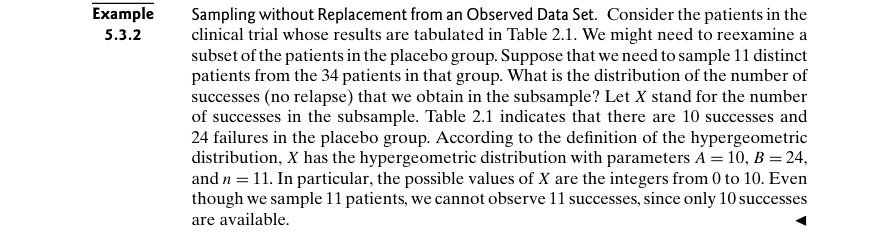 Example Sampling without Replacement from an Observed Data Set. Consider the patients in the
5.3.2 clinical trial whose results are tabulated in Table 2.1. We might need to reexamine a
subset of the patients in the placebo group. Suppose that we need to sample 11 distinct
patients from the 34 patients in that group. What is the distribution of the number of
successes (no relapse) that we obtain in the subsample? Let X stand for the number
of successes in the subsample. Table 2.1 indicates that there are 10 successes and
24 failures in the placebo group. According to the definition of the hypergeometric
distribution, X has the hypergeometric distribution with parameters A = 10, B = 24,
and n = 11. In particular, the possible values of X are the integers from 0 to 10. Even
though we sample 11 patients, we cannot observe 11 successes, since only 10 successes
are available. ◄